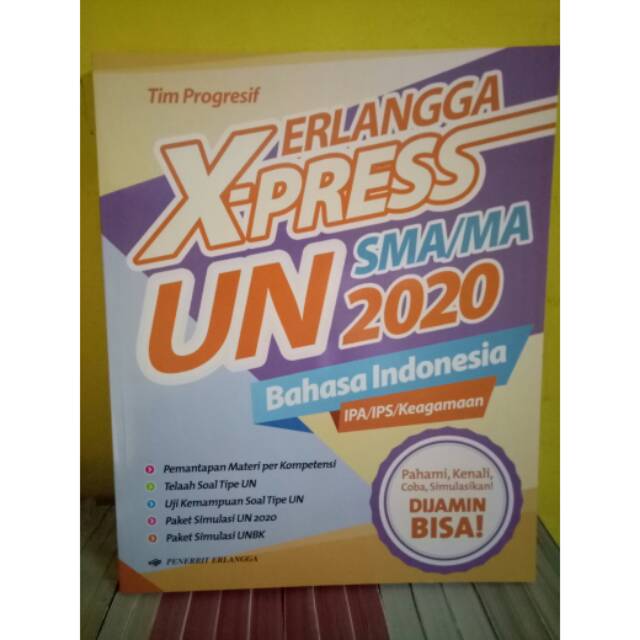 Tim Progresif
ERLANGGA
X-PRESS
UN SMA/MA
2020
Bahasa Indonesia
IPA/IPS/Keagamaan
Pemantapan Materi per Kompetensi
Telaah Soal Tipe UN
Uji Kemampuan Soal Tipe UN
Paket Simulasi UN 2020
Paket Simulasi UNBK
Pahami, Kenali,
Coba, Simulasikan!
DIJAMIN
BISA!
PENERBIT ERLANGGA